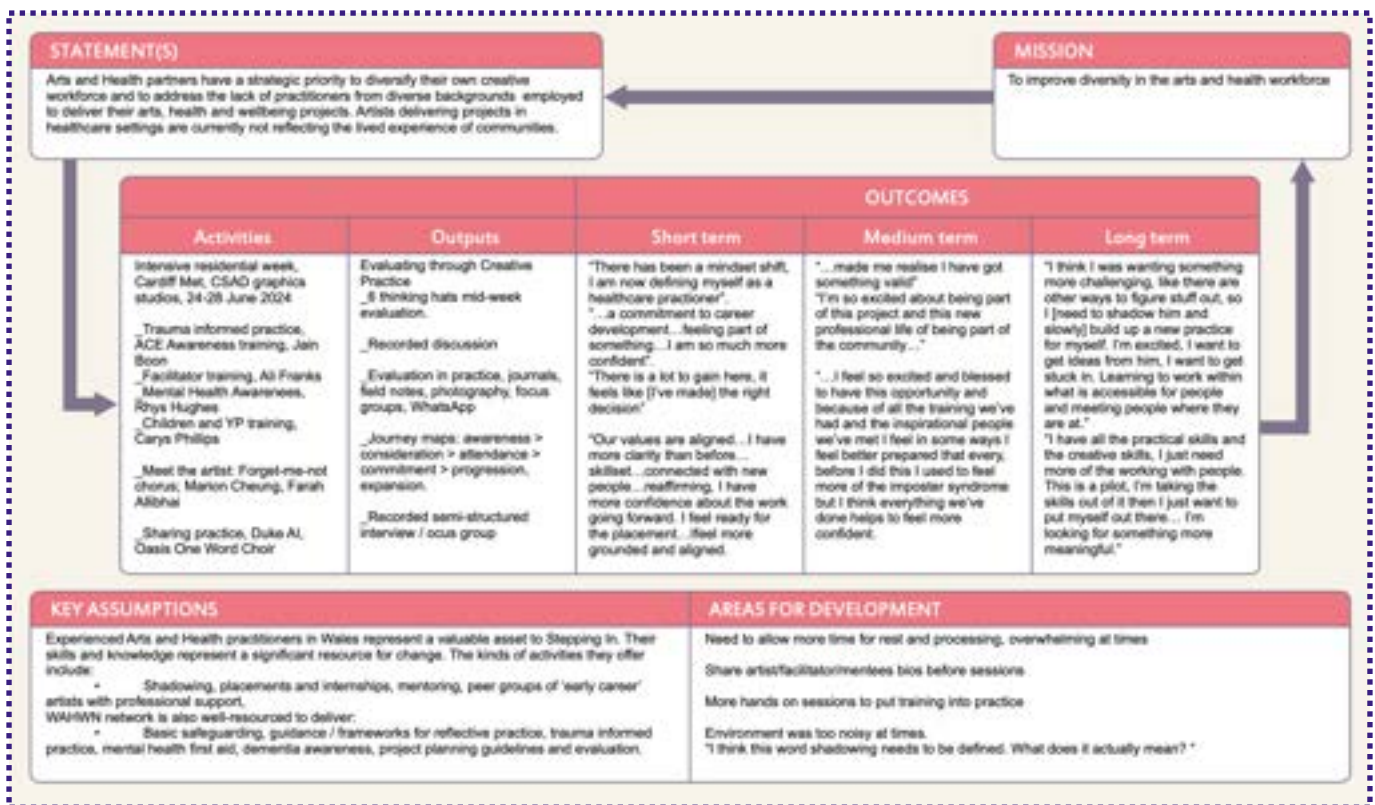 STATEMENT(S)
Arts and Health partners have a strategic priority to diversify their own creative
workforce and to address the lack of practitioners from diverse backgrounds employed
to deliver their arts, health and wellbeing projects. Artists delivering projects in
healthcare settings are currently not reflecting the lived experience of communities.
MISSION
To improve diversity in the arts and health workforce
OUTCOMES
Activities
Intensive residential week,
Cardiff Met, CSAD graphics
studios, 24-28 June 2024
_Trauma informed practice,
ACE Awareness training, Jain
Boon
_Facilitator training, Ali Franks
_Mental Health Awareness,
Rhys Hughes
_Children and YP training,
Carys Phillips
_Meet the artist: Forget-me-not
chorus; Marion Cheung, Farah
Allibhai
_Sharing practice, Duke Al,
Oasis One Word Choir
Outputs
Evaluating through Creative
Practice
_6 thinking hats mid-week
evaluation.
_Recorded discussion
_Evaluation in practice, journals,
field notes, photography, focus
groups, WhatsApp
_Journey maps: awareness >
consideration > attendance >
commitment > progression,
expansion.
_Recorded semi-structured
interview / ocus group
Short term
"There has been a mindset shift,
I am now defining myself as a
healthcare practioner".
"…a commitment to career
development…feeling part of
something…I am so much more
confident".
"There is a lot to gain here, it
feels like [I've made] the right
decision"
"Our values are aligned…I have
more clarity than before…
skillset…connected with new
people…reaffirming, I have
more confidence about the work
going forward. I feel ready for
the placement…Ifeel more
grounded and aligned.
Medium term
"…made me realise I have got
something valid"
"I'm so excited about being part
of this project and this new
professional life of being part of
the community…"
"…I feel so excited and blessed
to have this opportunity and
because of all the training we've
had and the inspirational people
we've met I feel in some ways I
feel better prepared that every,
before I did this I used to feel
more of the imposter syndrome
but I think everything we've
done helps to feel more
confident.
Long term
"I think I was wanting something
more challenging, like there are
other ways to figure stuff out, so
I [need to shadow him and
slowly] build up a new practice
for myself. I'm excited, I want to
get ideas from him, I want to get
stuck in. Learning to work within
what is accessible for people
and meeting people where they
are at."
"I have all the practical skills and
the creative skills, I just need
more of the working with people.
This is a pilot, I'm taking the
skills out of it then I just want to
put myself out there… I'm
looking for something more
meaningful."
KEY ASSUMPTIONS
Experienced Arts and Health practitioners in Wales represent a valuable asset to Stepping In. Their
skills and knowledge represent a significant resource for change. The kinds of activities they offer
include:
• Shadowing, placements and internships, mentoring, peer groups of 'early career'
artists with professional support,
WAHWN network is also well-resourced to deliver:
• Basic safeguarding, guidance / frameworks for reflective practice, trauma informed
practice, mental health first aid, dementia awareness, project planning guidelines and evaluation.
AREAS FOR DEVELOPMENT
Need to allow more time for rest and processing, overwhelming at times
Share artist/facilitator/mentees bios before sessions
More hands on sessions to put training into practice
Environment was too noisy at times.
"I think this word shadowing needs to be defined. What does it actually mean? "